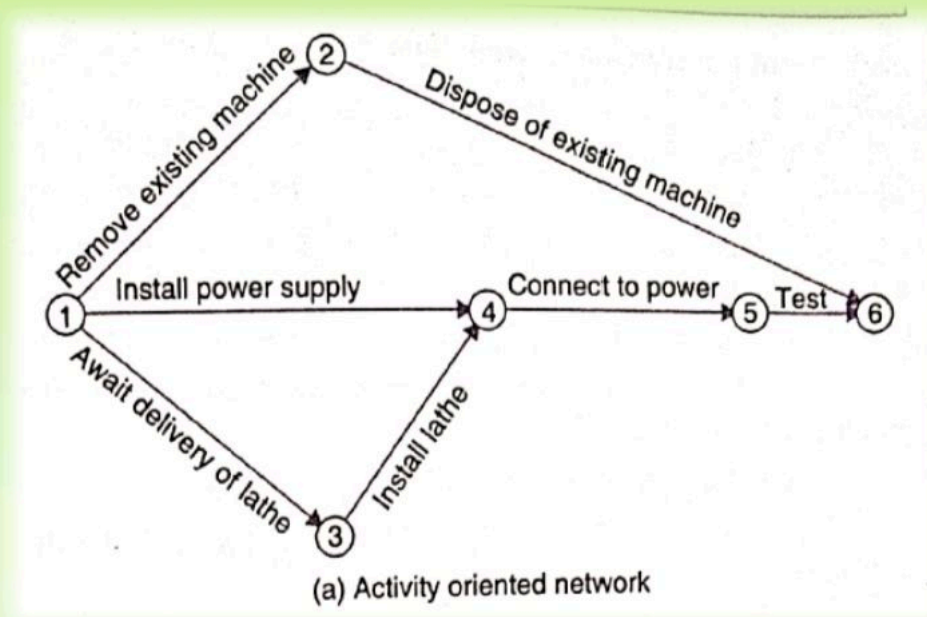 2
Remove existing machine
Dispose of existing machine
Install power supply
Connect to power
Test
1
4
5
6
Await delivery of lathe
Install lathe
3
(a) Activity oriented network